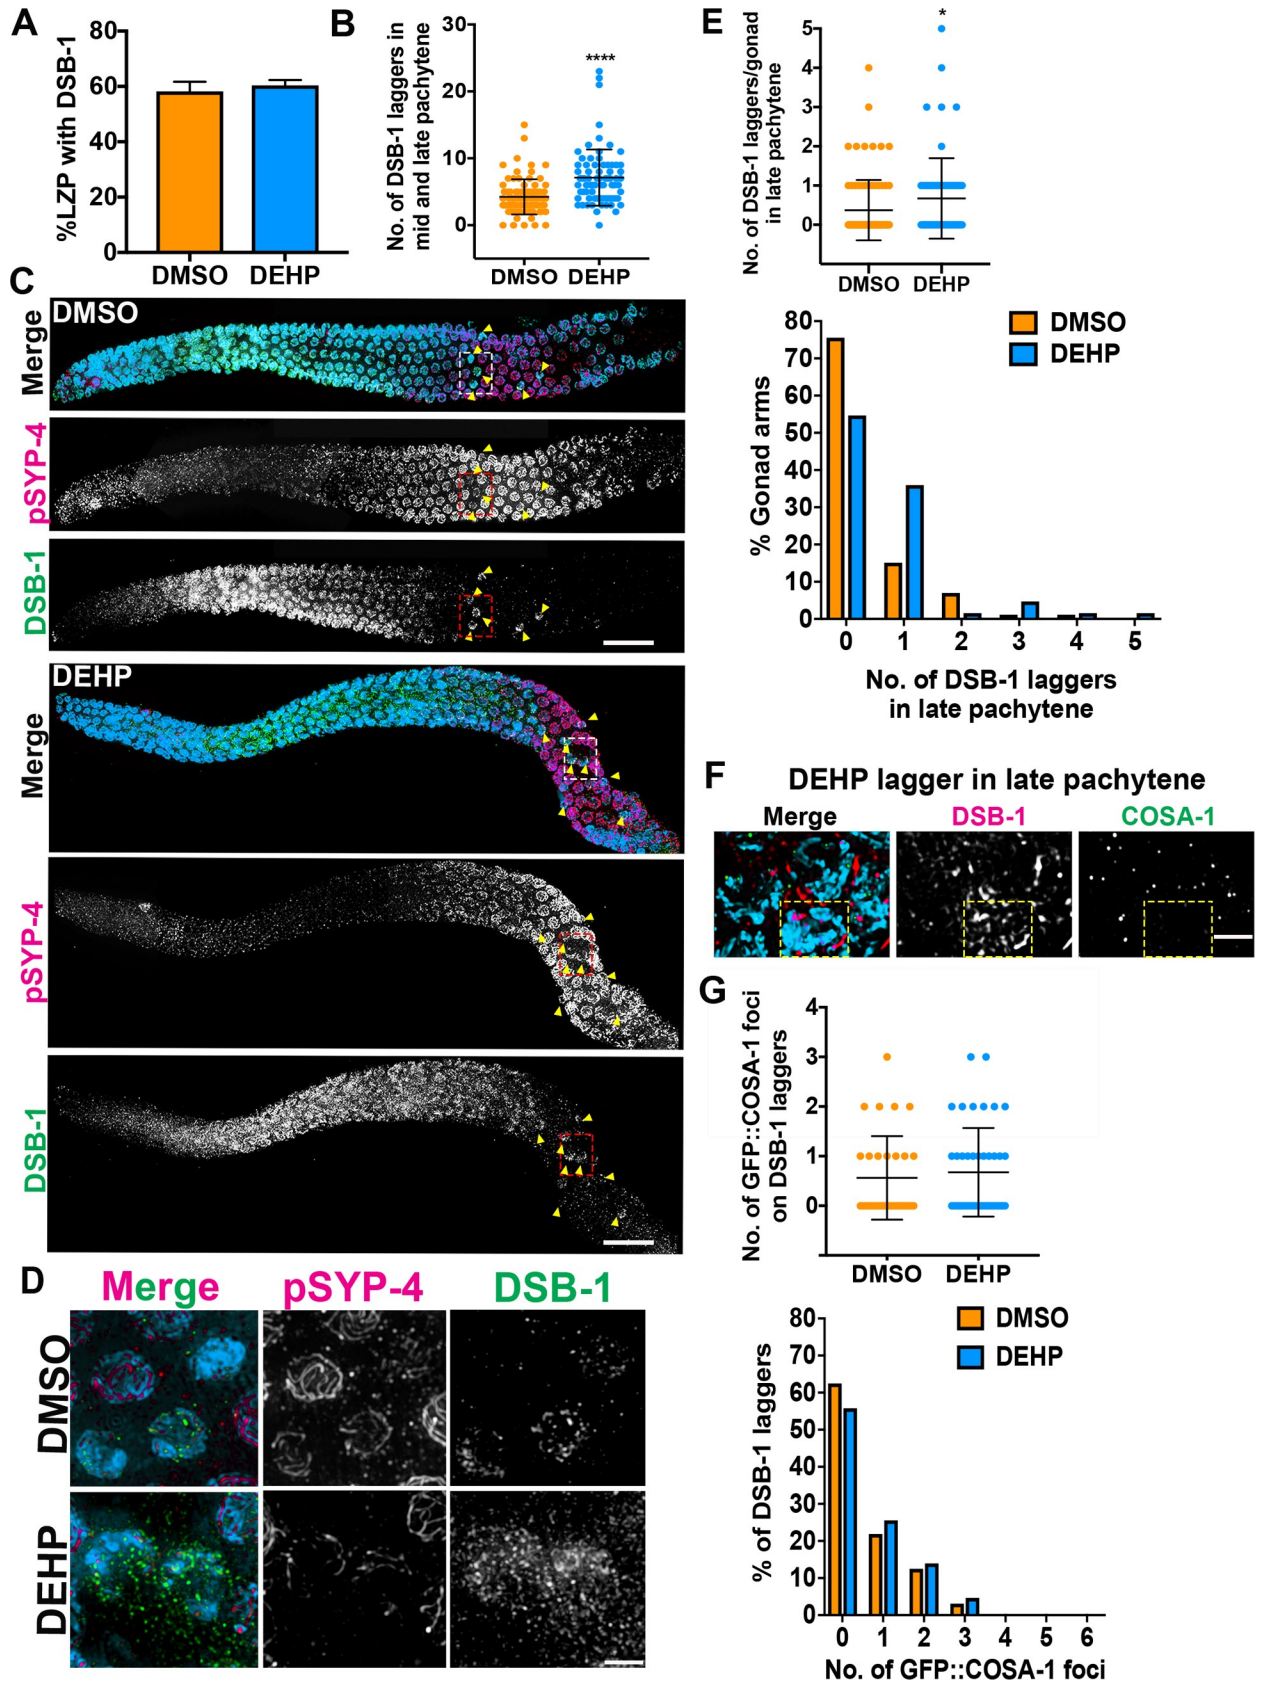 A
%LZP with DSB-1
80
60
40
20
0
DMSO DEHP
B
No. of DSB-1 laggers in
mid and late pachytene
30
20
10
0
****
DMSO DEHP
C
DMSO
Merge
pSYP-4
DSB-1
DEHP
Merge
pSYP-4
DSB-1
D
Merge pSYP-4 DSB-1
DMSO
DEHP
E
No. of DSB-1 laggers/gonad
in late pachytene
5
4
3
2
1
0
*
DMSO DEHP
DMSO
DEHP
% Gonad arms
80
70
60
50
40
30
20
10
0
0 1 2 3 4 5
No. of DSB-1 laggers
in late pachytene
F
DEHP lagger in late pachytene
Merge DSB-1 COSA-1
G
No. of GFP::COSA-1 foci
on DSB-1 laggers
4
3
2
1
0
DMSO DEHP
DMSO
DEHP
% of DSB-1 laggers
80
70
60
50
40
30
20
10
0
0 1 2 3 4 5 6
No. of GFP::COSA-1 foci